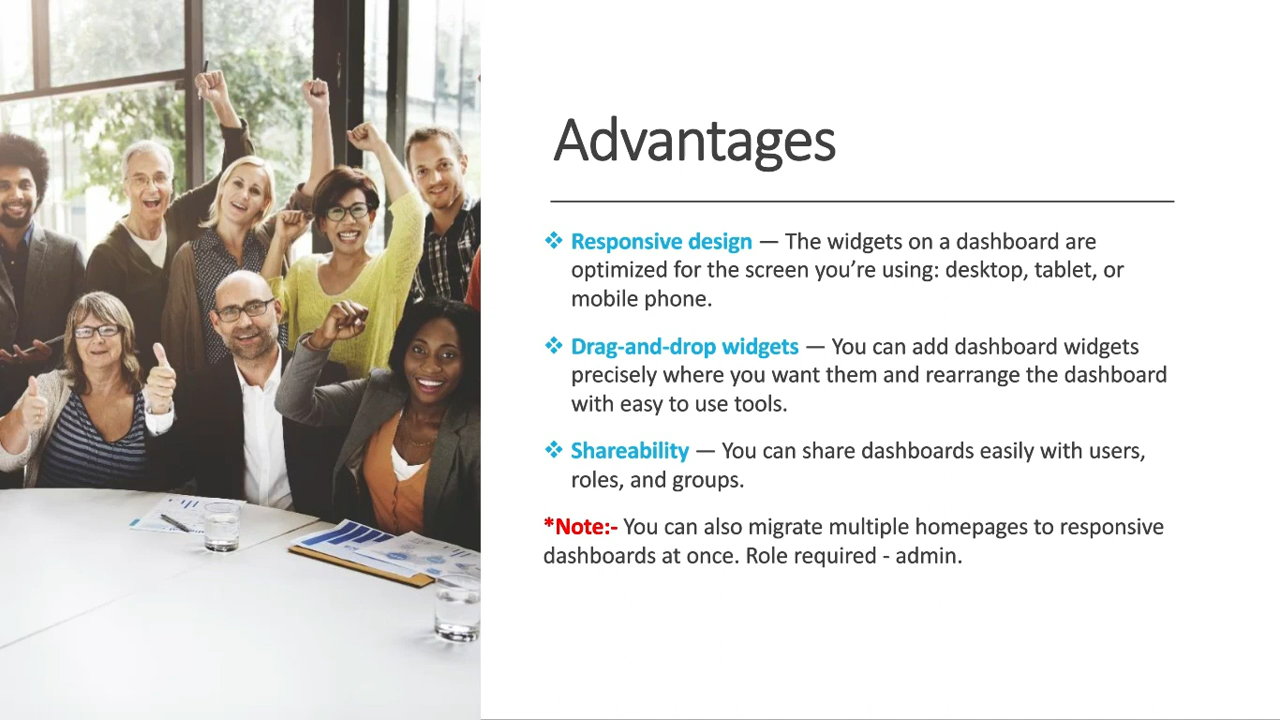 Advantages
❖ Responsive design — The widgets on a dashboard are
optimized for the screen you’re using: desktop, tablet, or
mobile phone.
❖ Drag-and-drop widgets — You can add dashboard widgets
precisely where you want them and rearrange the dashboard
with easy to use tools.
❖ Shareability — You can share dashboards easily with users,
roles, and groups.
*Note:- You can also migrate multiple homepages to responsive
dashboards at once. Role required - admin.